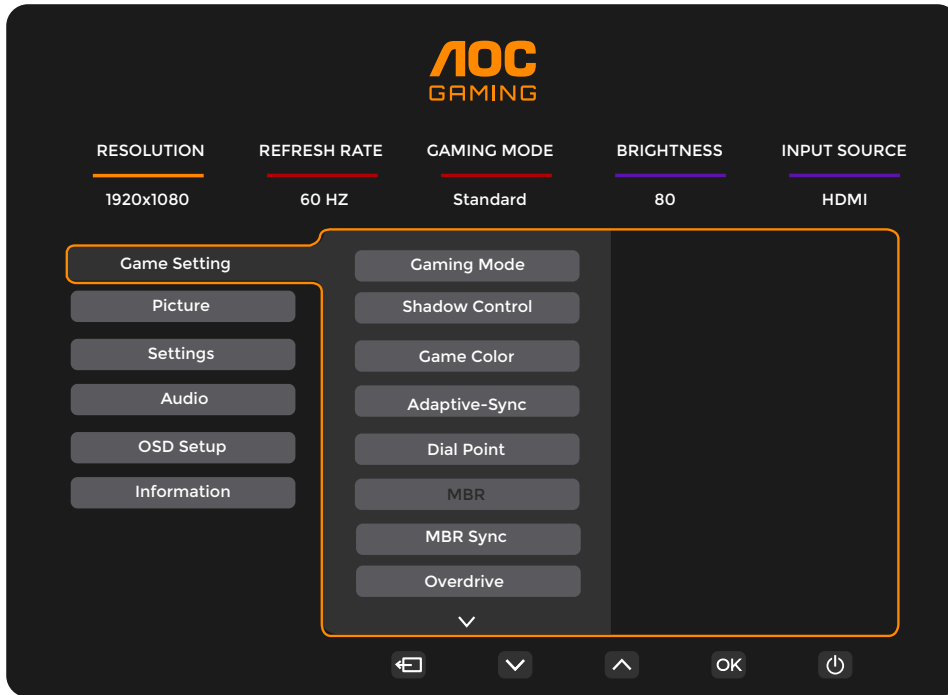 AOC
GAMING
RESOLUTION REFRESH RATE GAMING MODE BRIGHTNESS INPUT SOURCE
1920x1080 60 HZ Standard 80 HDMI
Game Setting
Picture
Settings
Audio
OSD Setup
Information
Gaming Mode
Shadow Control
Game Color
Adaptive-Sync
Dial Point
MBR
MBR Sync
Overdrive
OK